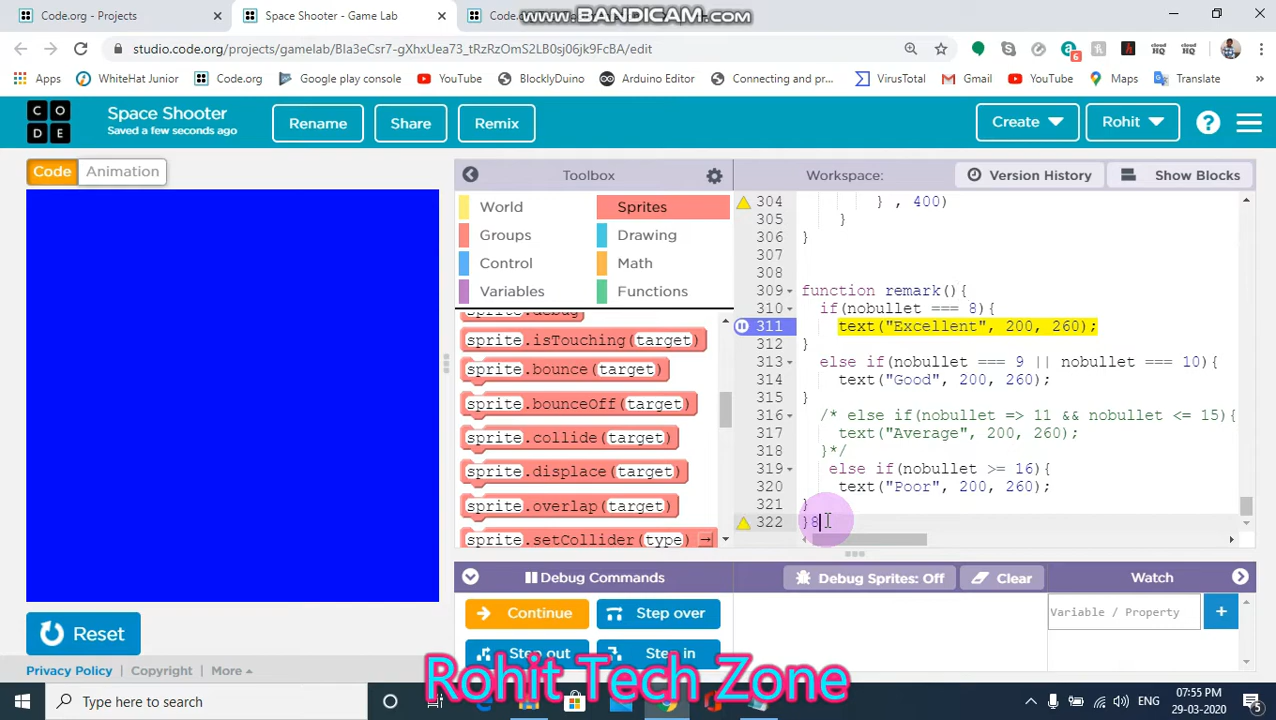 Code.org - Projects
Space Shooter - Game Lab
Code.
www.BANDICAM.com
studio.code.org/projects/gamelab/Bla3eCsr7-gXhxUea73_tRzRzOmS2LB0sj06jk9FcBA/edit
Apps
WhiteHat Junior
Code.org
Google play console
YouTube
BlocklyDuino
Arduino Editor
Connecting and pr...
VirusTotal
Gmail
YouTube
Maps
Translate
C O
D E
Space Shooter
Saved a few seconds ago
Rename
Share
Remix
Create
Rohit
Code
Animation
Toolbox
Workspace:
Version History
Show Blocks
World
Sprites
Groups
Drawing
Control
Math
Variables
Functions
sprite.debug
sprite.isTouching(target)
sprite.bounce(target)
sprite.bounceOff(target)
sprite.collide(target)
sprite.displace(target)
sprite.overlap(target)
sprite.setCollider(type)
304 } , 400)
305 }
306 }
307
308
309 function remark(){
310 if(nobullet === 8){
311 text("Excellent", 200, 260);
312 }
313 else if(nobullet === 9 || nobullet === 10){
314 text("Good", 200, 260);
315 }
316 /* else if(nobullet => 11 && nobullet <= 15){
317 text("Average", 200, 260);
318 }*/
319 else if(nobullet >= 16){
320 text("Poor", 200, 260);
321 }
322 }8
Debug Commands
Debug Sprites: Off
Clear
Watch
Continue
Step over
Step out
Step in
Variable / Property
Reset
Privacy Policy
Copyright
More
Rohit Tech Zone
Type here to search
ENG
07:55 PM
29-03-2020
5